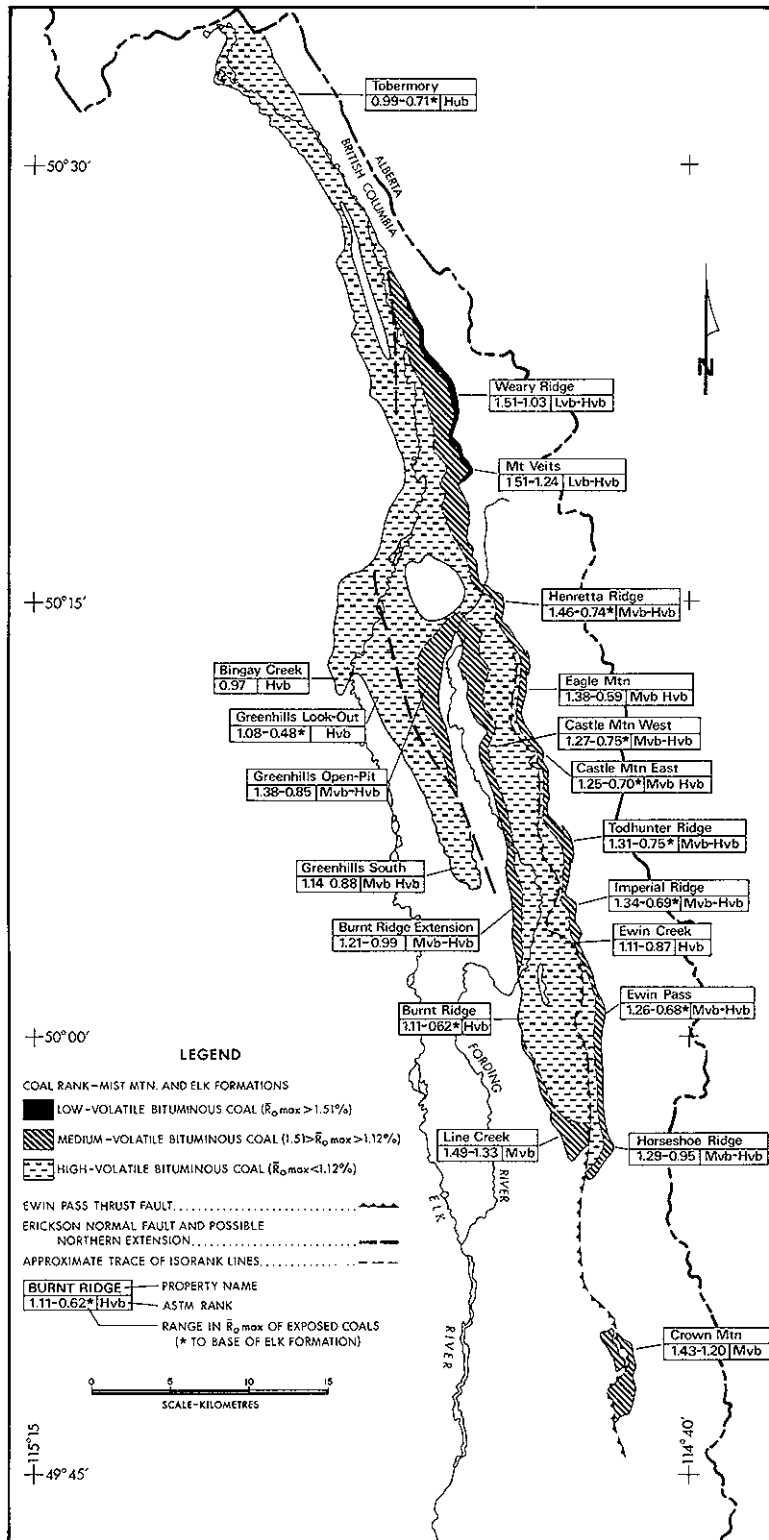 Tobermory
0.99-0.71* Hub
50°30'
ALBERTA
BRITISH COLUMBIA
N
Weary Ridge
1.51-1.03 Lvb-Hvb
Mt Veits
1.51-1.24 Lvb-Hvb
50°15'
Henretta Ridge
1.46-0.74* Mvb-Hvb
Bingay Creek
0.97 Hvb
Eagle Mtn
1.38-0.59 Mvb Hvb
Greenhills Look-Out
1.08-0.48* Hvb
Castle Mtn West
1.27-0.75* Mvb-Hvb
Greenhills Open-Pit
1.38-0.85 Mvb-Hvb
Castle Mtn East
1.25-0.70* Mvb Hvb
Todhunter Ridge
1.31-0.75* Mvb-Hvb
Greenhills South
1.14 0.88 Mvb Hvb
Imperial Ridge
1.34-0.69* Mvb-Hvb
Burnt Ridge Extension
1.21-0.99 Mvb-Hvb
Ewin Creek
1.11-0.87 Hvb
Ewin Pass
1.26-0.68* Mvb-Hvb
Burnt Ridge
1.11-062* Hvb
50°00'
FORDING
RIVER
Line Creek
1.49-1.33 Mvb
Horseshoe Ridge
1.29-0.95 Mvb-Hvb
ELK
RIVER
LEGEND
COAL RANK-MIST MTN. AND ELK FORMATIONS
LOW-VOLATILE BITUMINOUS COAL (R̄o max > 1.51%)
MEDIUM-VOLATILE BITUMINOUS COAL (1.51 > R̄o max > 1.12%)
HIGH-VOLATILE BITUMINOUS COAL (R̄o max < 1.12%)
EWIN PASS THRUST FAULT
ERICKSON NORMAL FAULT AND POSSIBLE
NORTHERN EXTENSION
APPROXIMATE TRACE OF ISORANK LINES
BURNT RIDGE PROPERTY NAME
1.11-0.62* Hvb ASTM RANK
RANGE IN R̄o max OF EXPOSED COALS
(* TO BASE OF ELK FORMATION)
0 5 10 15
SCALE-KILOMETRES
Crown Mtn
1.43-1.20 Mvb
115°15
49°45'
114°40'